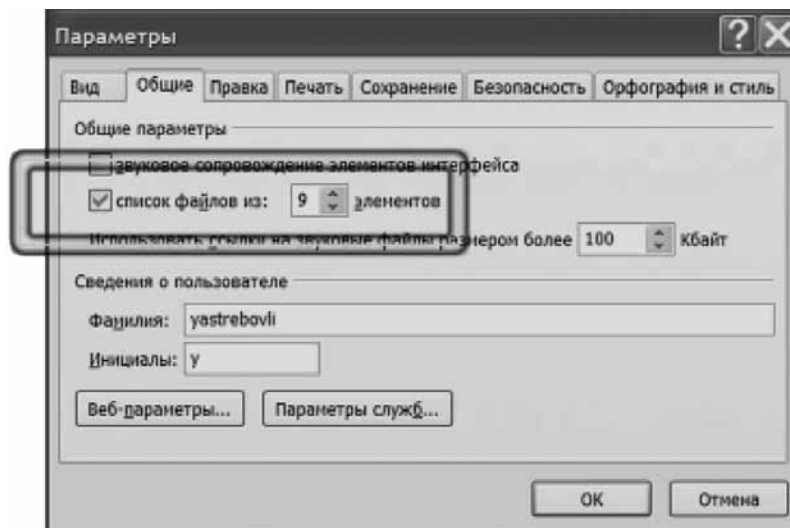 Параметры
Вид Общие Правка Печать Сохранение Безопасность Орфография и стиль
Общие параметры
звуковое сопровождение элементов интерфейса
список файлов из: 9 элементов
Использовать ссылки на звуковые файлы размером более 100 Кбайт
Сведения о пользователе
Фамилия: yastrebovli
Инициалы: y
Веб-параметры... Параметры служб...
ОК Отмена